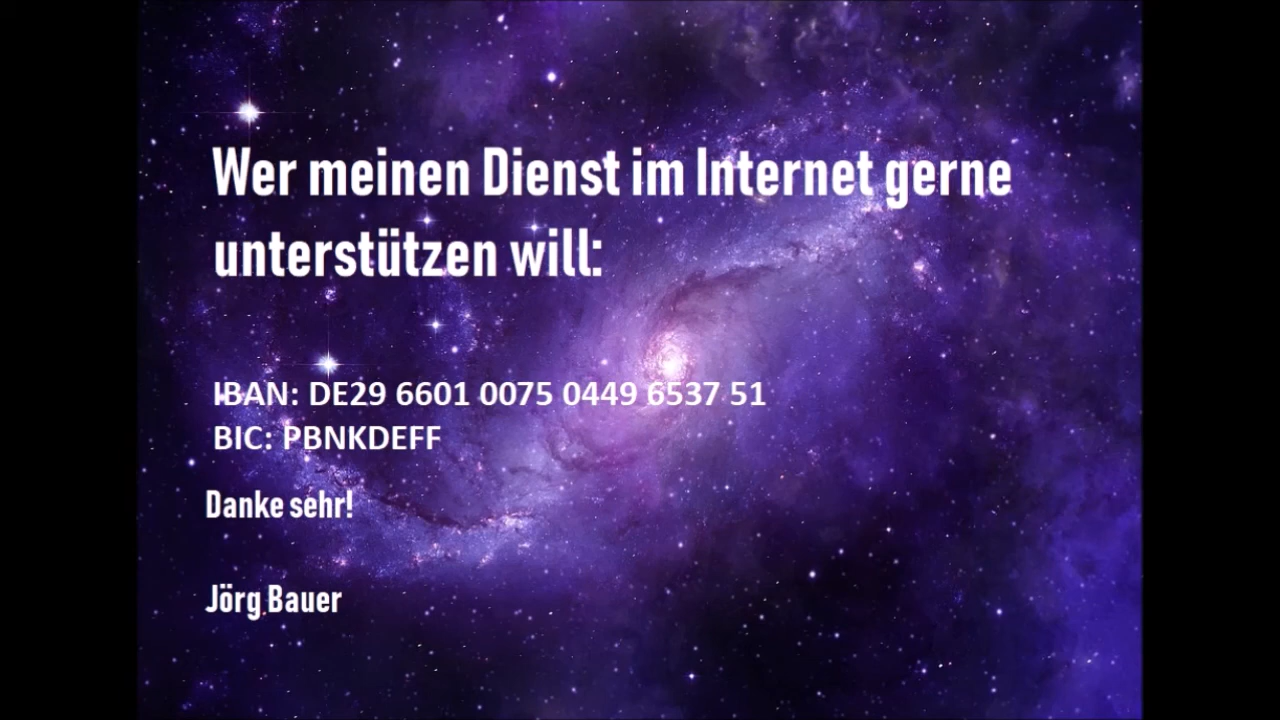 Wer meinen Dienst im Internet gerne
unterstützen will:
IBAN: DE29 6601 0075 0449 6537 51
BIC: PBNKDEFF
Danke sehr!
Jörg Bauer